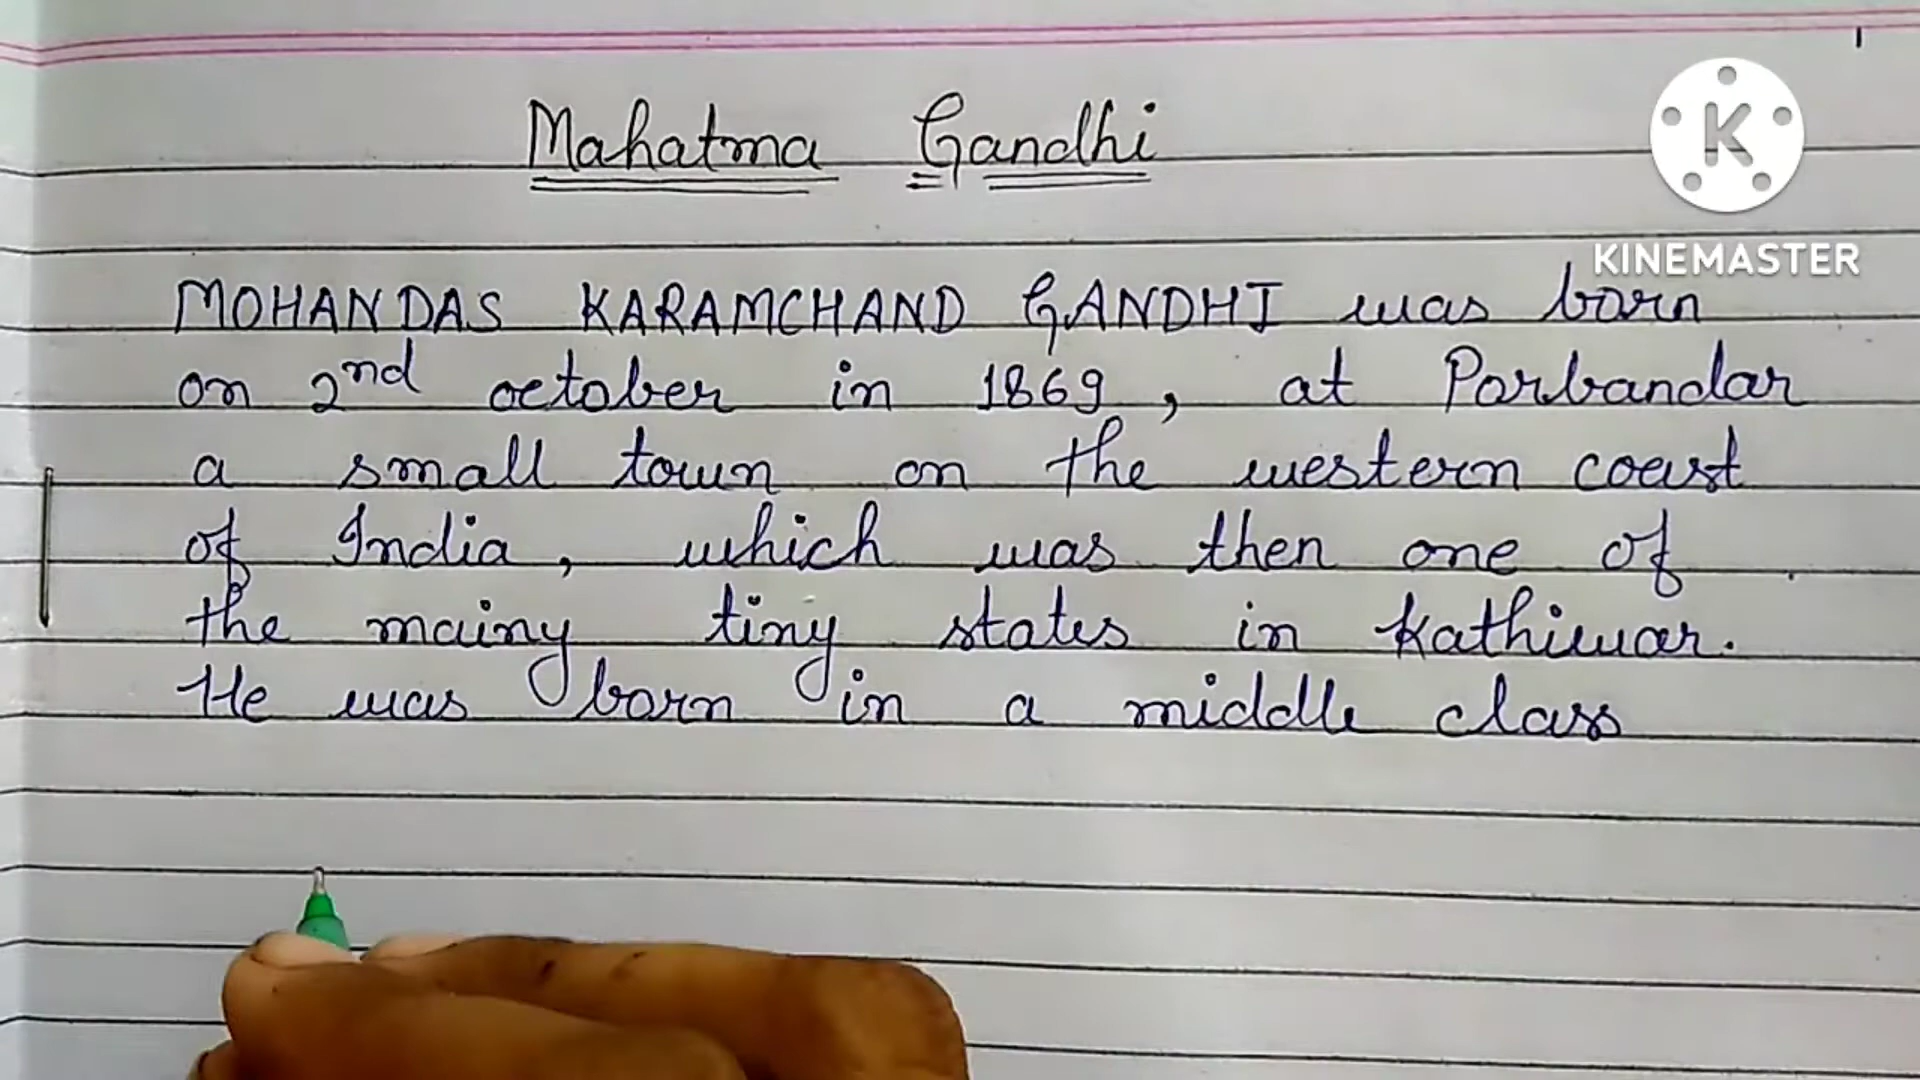 Mahatma Gandhi
K
KINEMASTER
MOHANDAS KARAMCHAND GANDHI was born
on 2nd october in 1869, at Porbandar
a small town on the western coast
of India, which was then one of
the mainy tiny states in Kathiwar.
He was born in a middle class